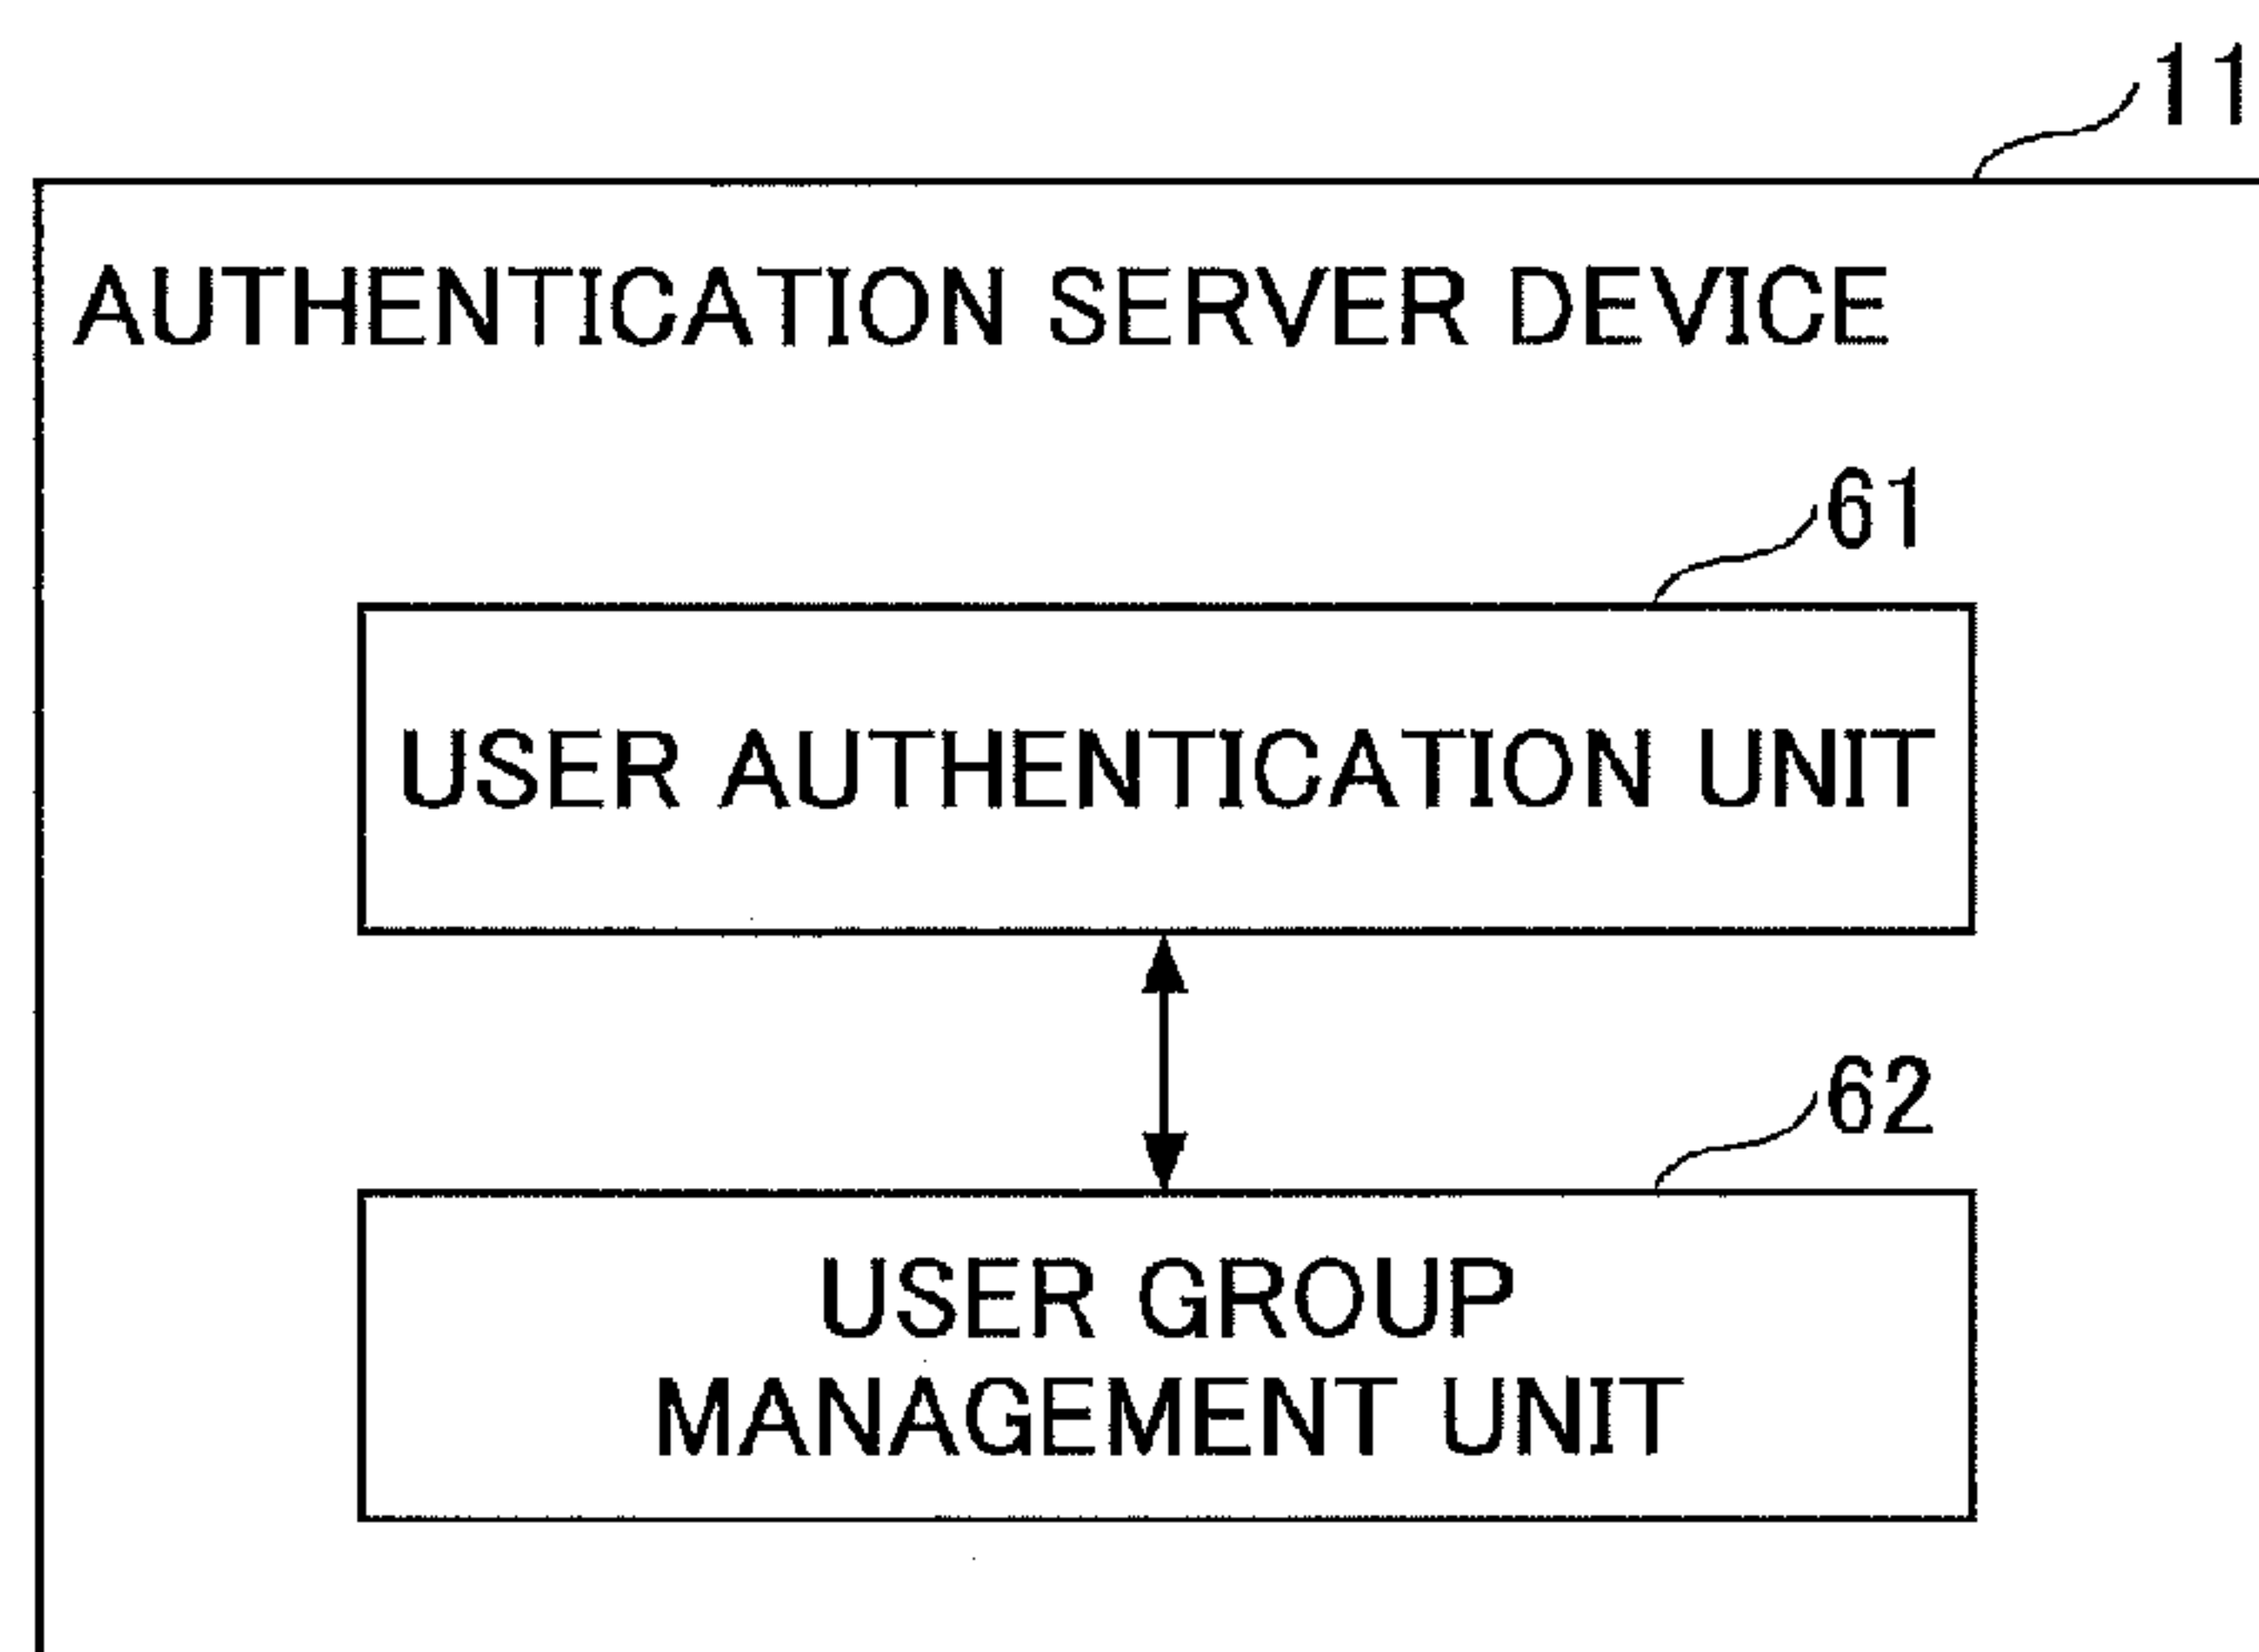 11
AUTHENTICATION SERVER DEVICE
61
USER AUTHENTICATION UNIT
62
USER GROUP
MANAGEMENT UNIT